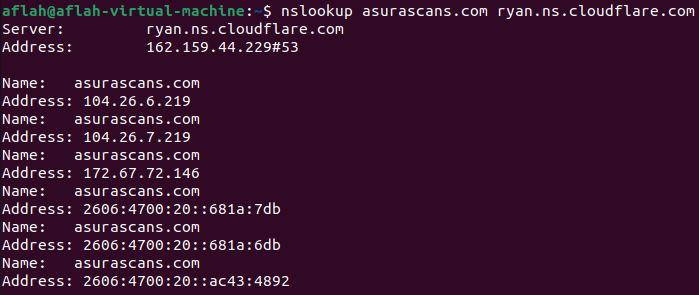 aflah@aflah-virtual-machine:~$ nslookup asurascans.com ryan.ns.cloudflare.com
Server: ryan.ns.cloudflare.com
Address: 162.159.44.229#53
Name: asurascans.com
Address: 104.26.6.219
Name: asurascans.com
Address: 104.26.7.219
Name: asurascans.com
Address: 172.67.72.146
Name: asurascans.com
Address: 2606:4700:20::681a:7db
Name: asurascans.com
Address: 2606:4700:20::681a:6db
Name: asurascans.com
Address: 2606:4700:20::ac43:4892